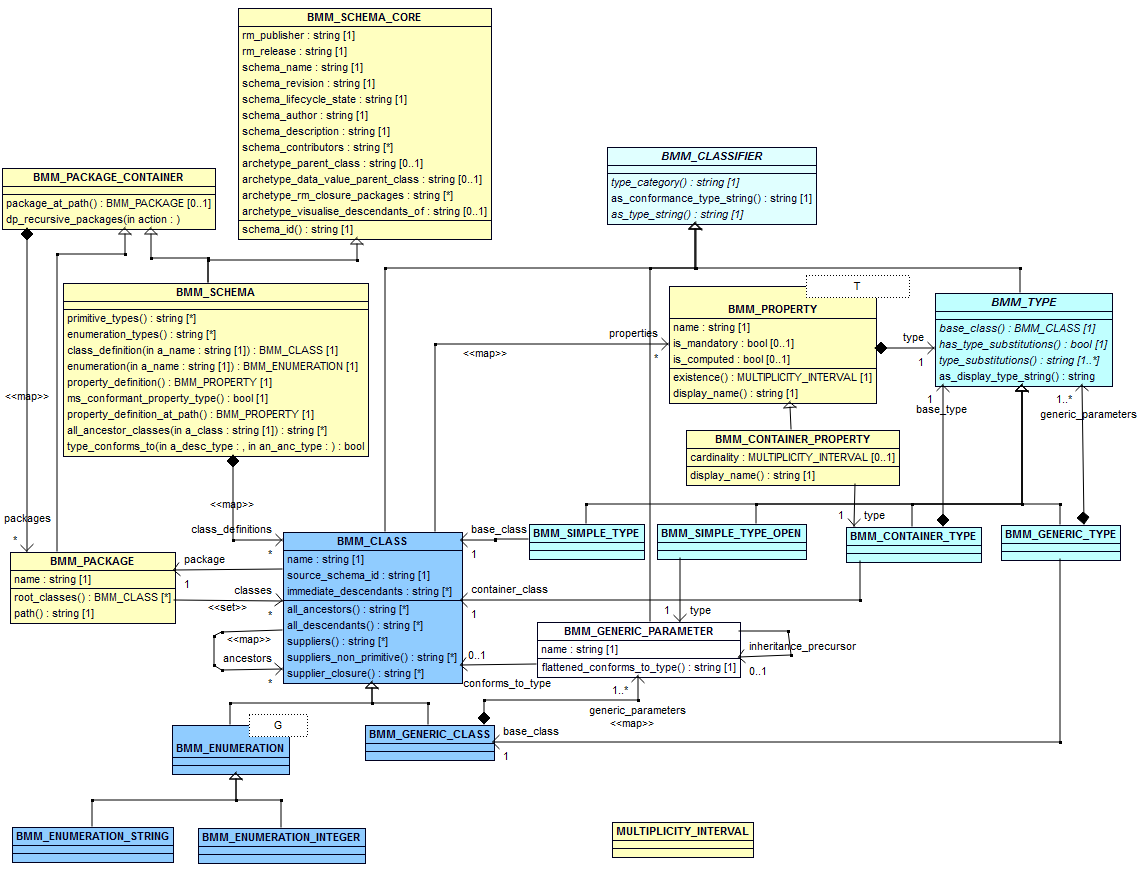 BMM_SCHEMA_CORE
rm_publisher : string [1]
rm_release : string [1]
schema_name : string [1]
schema_revision : string [1]
schema_lifecycle_state : string [1]
schema_author : string [1]
schema_description : string [1]
schema_contributors : string [*]
archetype_parent_class : string [0..1]
archetype_data_value_parent_class : string [0..1]
archetype_rm_closure_packages : string [*]
archetype_visualise_descendants_of : string [0..1]
schema_id() : string [1]
BMM_PACKAGE_CONTAINER
package_at_path() : BMM_PACKAGE [0..1]
dp_recursive_packages(in action : )
BMM_CLASSIFIER
type_category() : string [1]
as_conformance_type_string() : string [1]
as_type_string() : string [1]
BMM_SCHEMA
primitive_types() : string [*]
enumeration_types() : string [*]
class_definition(in a_name : string [1]) : BMM_CLASS [1]
enumeration(in a_name : string [1]) : BMM_ENUMERATION [1]
property_definition() : BMM_PROPERTY [1]
ms_conformant_property_type() : bool [1]
property_definition_at_path() : BMM_PROPERTY [1]
all_ancestor_classes(in a_class : string [1]) : string [*]
type_conforms_to(in a_desc_type : , in an_anc_type : ) : bool
T
BMM_PROPERTY
name : string [1]
is_mandatory : bool [0..1]
is_computed : bool [0..1]
existence() : MULTIPLICITY_INTERVAL [1]
display_name() : string [1]
properties
*
<<map>>
type
1
BMM_TYPE
base_class() : BMM_CLASS [1]
has_type_substitutions() : bool [1]
type_substitutions() : string [1..*]
as_display_type_string() : string
1
base_type
1..*
generic_parameters
<<map>>
packages
*
BMM_CONTAINER_PROPERTY
cardinality : MULTIPLICITY_INTERVAL [0..1]
display_name() : string [1]
1
type
<<map>>
class_definitions
*
base_class
1
BMM_SIMPLE_TYPE
BMM_SIMPLE_TYPE_OPEN
BMM_CONTAINER_TYPE
BMM_GENERIC_TYPE
BMM_PACKAGE
name : string [1]
root_classes() : BMM_CLASS [*]
path() : string [1]
package
1
classes
<<set>>
*
<<map>>
ancestors
*
BMM_CLASS
name : string [1]
source_schema_id : string [1]
immediate_descendants : string [*]
all_ancestors() : string [*]
all_descendants() : string [*]
suppliers() : string [*]
suppliers_non_primitive() : string [*]
supplier_closure() : string [*]
container_class
1
1
type
BMM_GENERIC_PARAMETER
name : string [1]
flattened_conforms_to_type() : string [1]
inheritance_precursor
0..1
0..1
conforms_to_type
1..*
generic_parameters
<<map>>
G
BMM_ENUMERATION
BMM_GENERIC_CLASS
base_class
1
BMM_ENUMERATION_STRING
BMM_ENUMERATION_INTEGER
MULTIPLICITY_INTERVAL